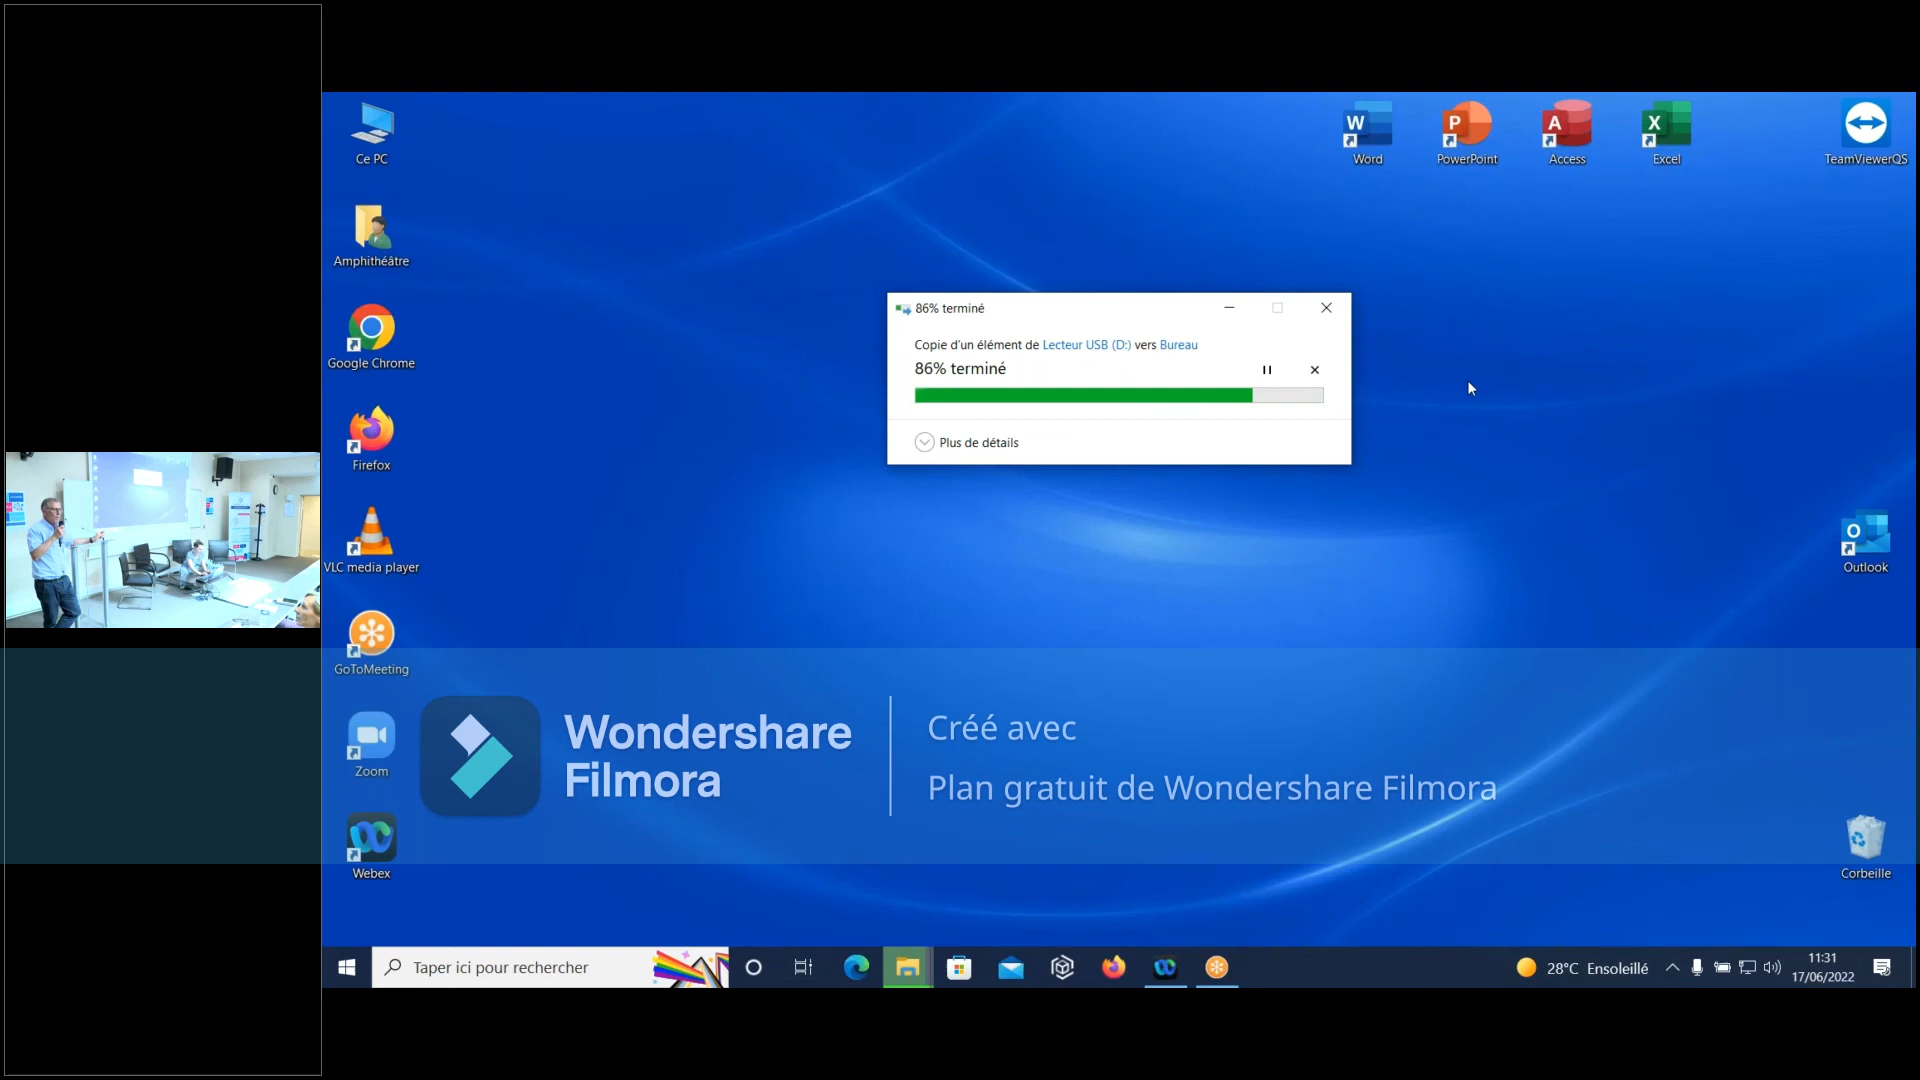 Ce PC
Amphithéâtre
Google Chrome
Firefox
VLC media player
GoToMeeting
Zoom
Webex
W
Word
P
PowerPoint
A
Access
X
Excel
TeamViewerQS
86% terminé
Copie d'un élément de Lecteur USB (D:) vers Bureau
86% terminé
Plus de détails
O
Outlook
Corbeille
Wondershare
Filmora
Créé avec
Plan gratuit de Wondershare Filmora
Taper ici pour rechercher
28°C Ensoleillé
11:31
17/06/2022